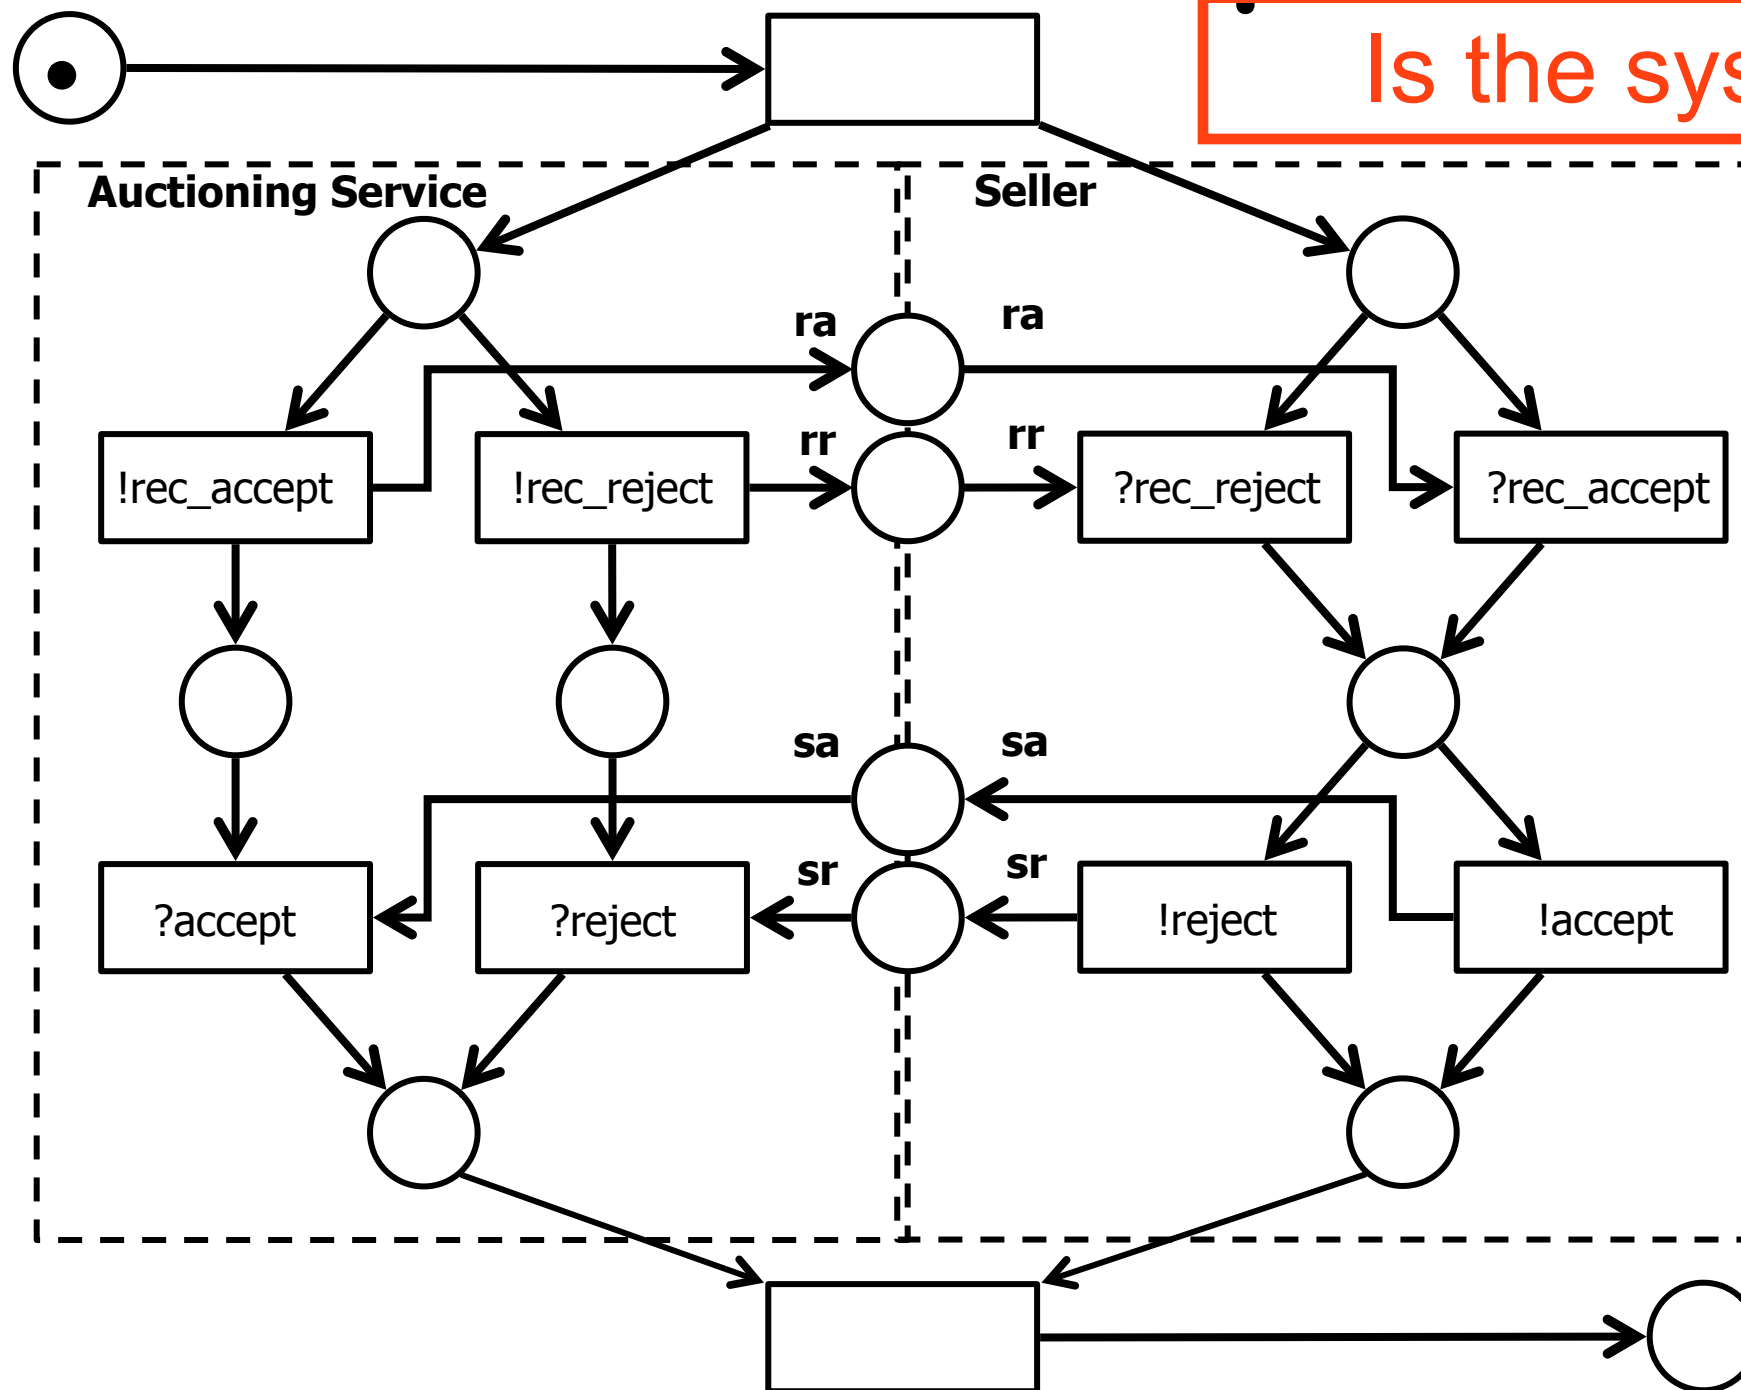 Is the
Auctioning Service
Seller
ra
ra
rr
rr
!rec_accept
!rec_reject
?rec_reject
?rec_accept
sa
sa
sr
sr
?accept
?reject
!reject
!accept